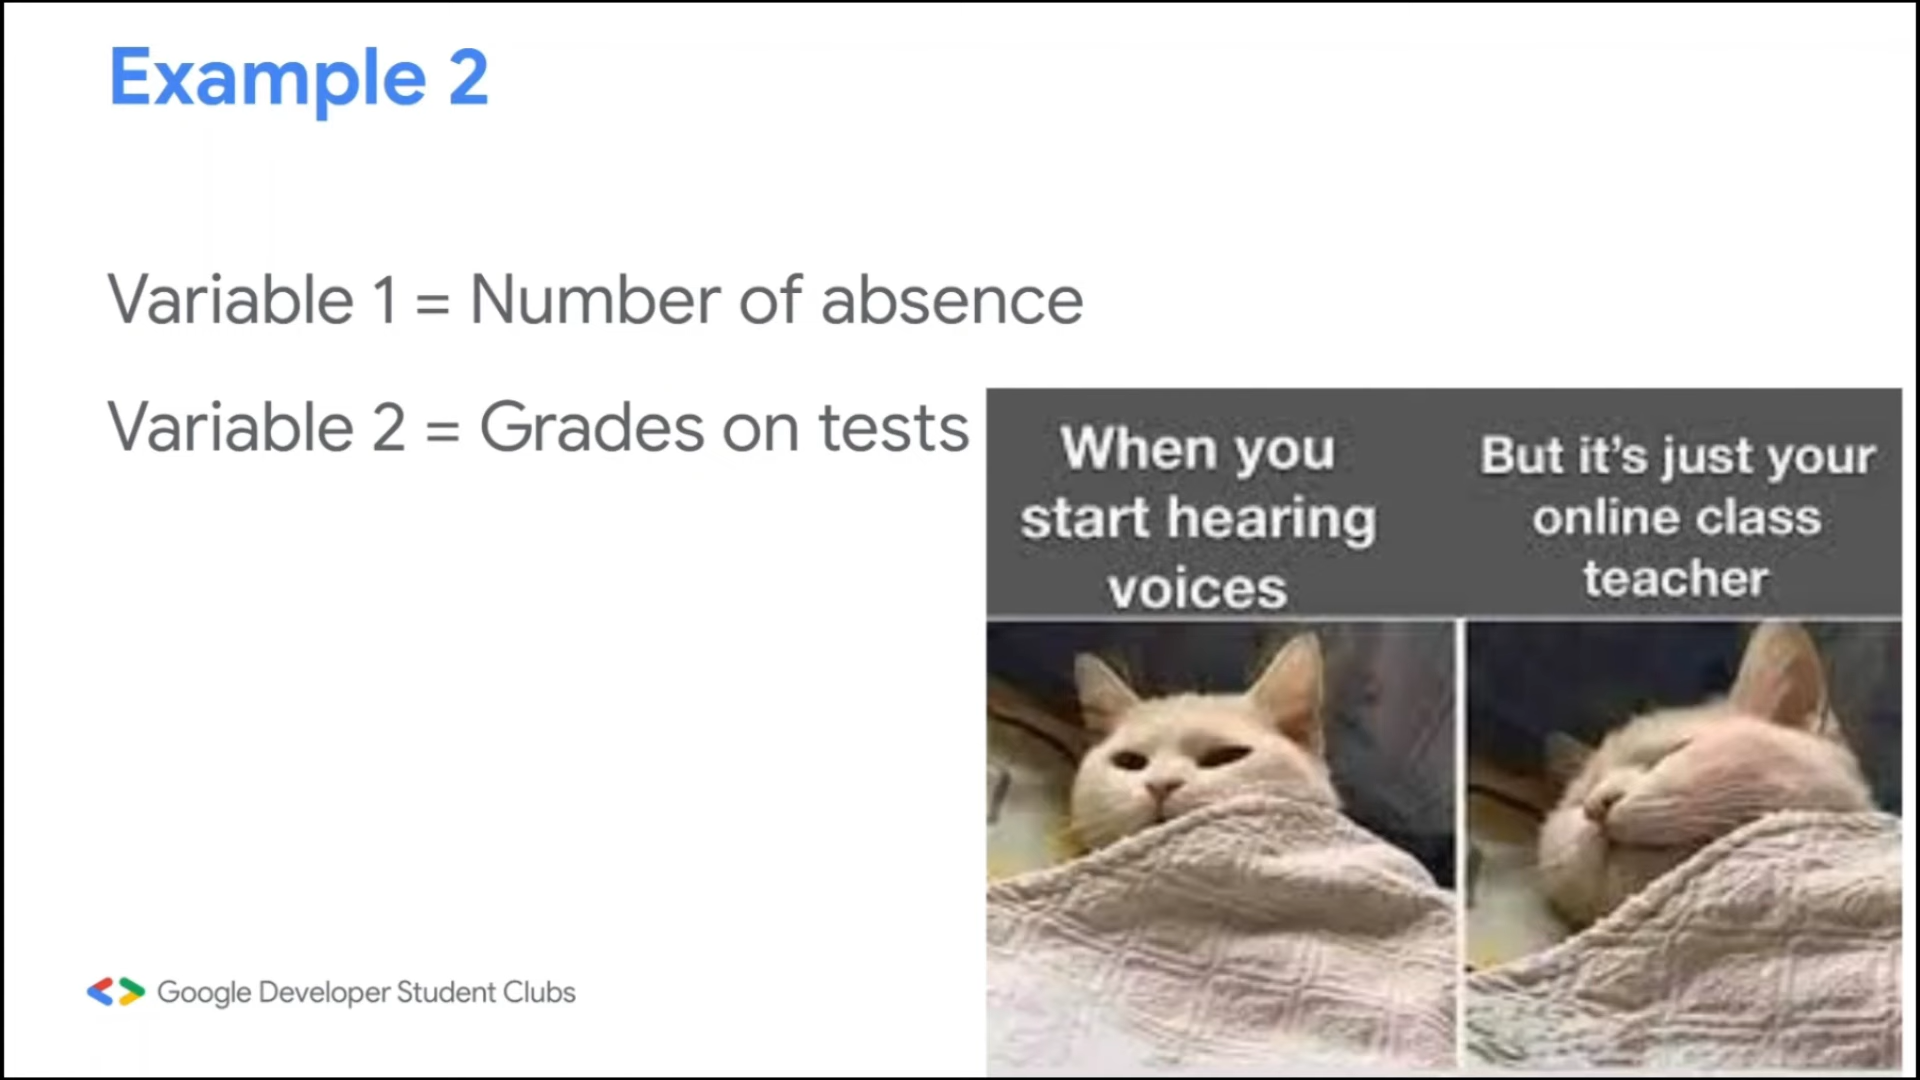 Example 2
Variable 1 = Number of absence
Variable 2 = Grades on tests
When you
start hearing
voices
But it's just your
online class
teacher
Google Developer Student Clubs